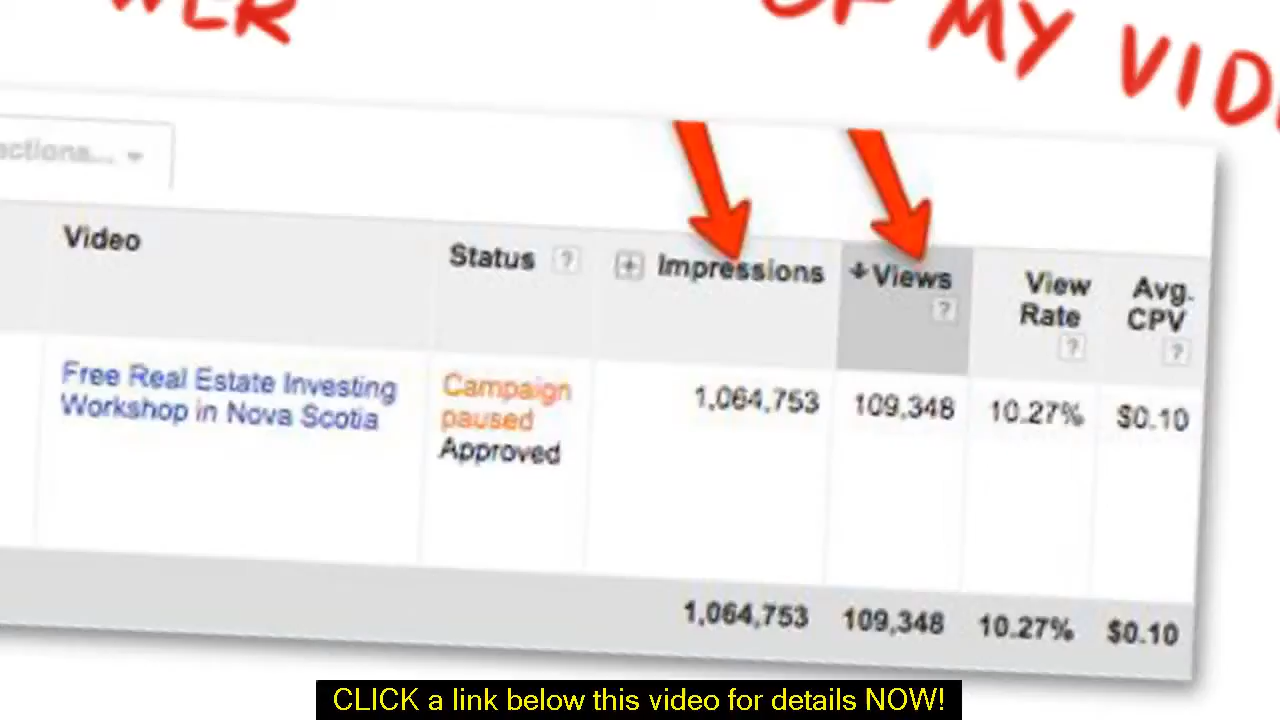 OF MY
Actions...
Video
Status ?
+ Impressions
Views
?
View
Rate
?
Avg.
CPV
?
Free Real Estate Investing
Workshop in Nova Scotia
Campaign
paused
Approved
1,064,753
109,348
10.27%
$0.10
1,064,753
109,348
10.27%
$0.10
CLICK a link below this video for details NOW!